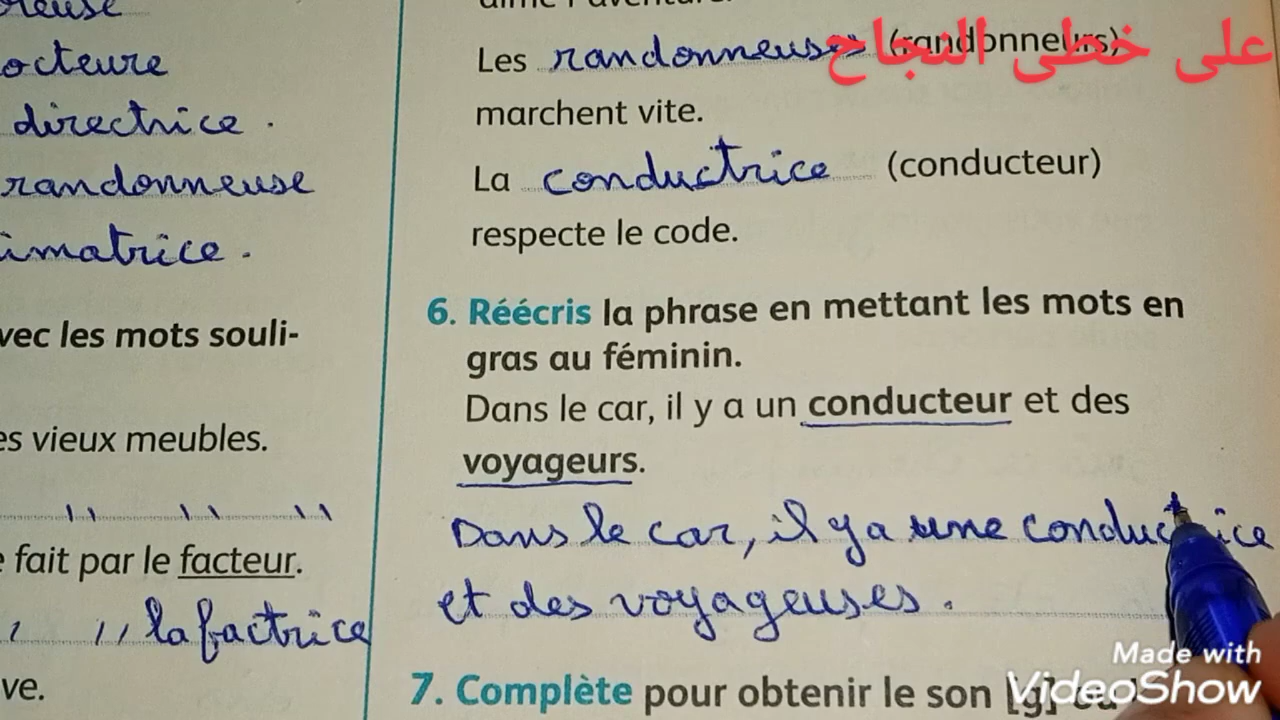 octeure
directrice .
randonneuse
imatrice .
vec les mots souli-
es vieux meubles.
fait par le facteur.
la factrice
ve.
Les randonneuses (randonneurs)
marchent vite.
La conductrice (conducteur)
respecte le code.
6. Réécris la phrase en mettant les mots en
gras au féminin.
Dans le car, il y a un conducteur et des
voyageurs.
Dans le car, il y a une conductrice
et des voyageuses.
7. Complète pour obtenir le son [g] ou
على خطى النجاح
Made with
VideoShow